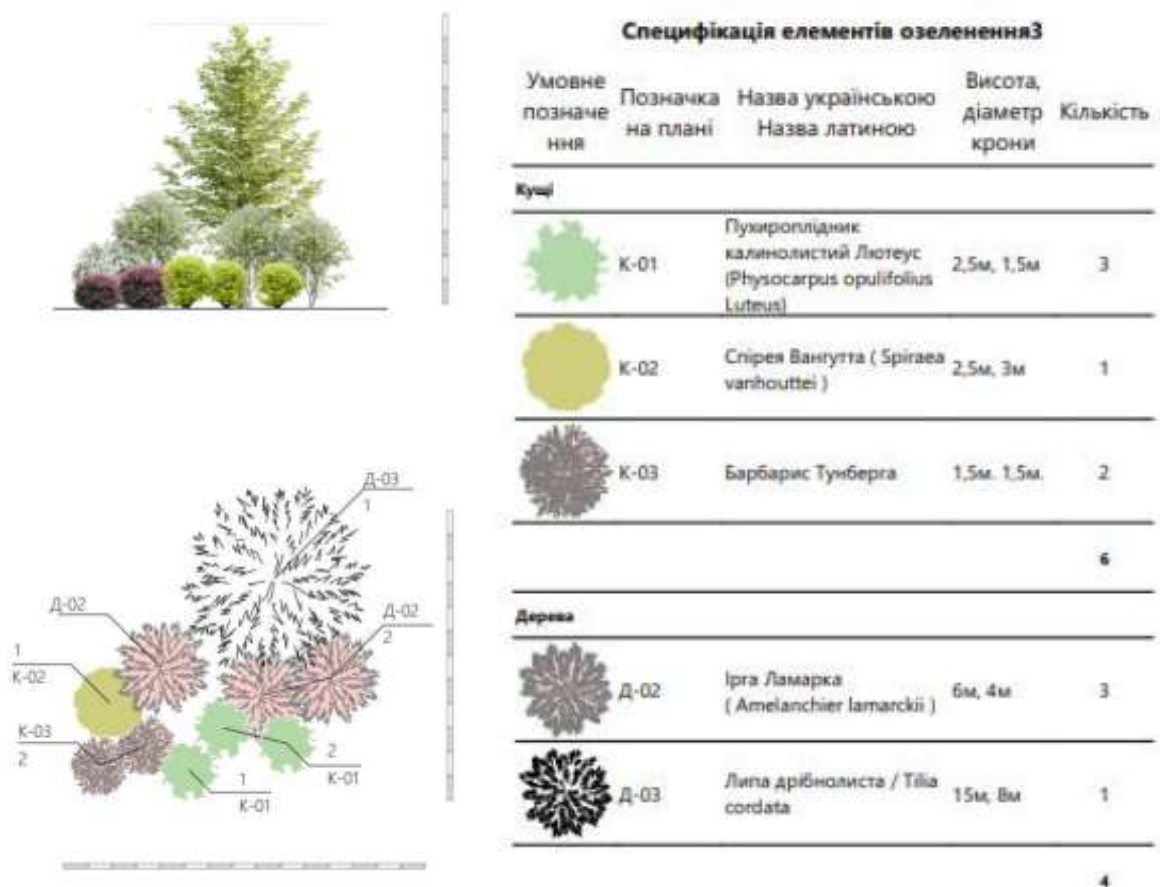 Специфікація елементів озеленення3
Умовне
позначе
ння
Позначка
на плані
Назва українською
Назва латиною
Висота,
діаметр
крони
Кількість
Кущі
К-01
Пухироплідник
калинолистий Лютеус
(Physocarpus opulifolius
Luteus)
2,5м, 1,5м
3
К-02
Спірея Вангутта ( Spiraea
vanhouttei )
2,5м, 3м
1
К-03
Барбарис Тунберга
1,5м. 1,5м.
2
6
Дерева
Д-02
Ірга Ламарка
( Amelanchier lamarckii )
6м, 4м
3
Д-03
Липа дрібнолиста / Tilia
cordata
15м, 8м
1
4
Д-03
1
Д-02
Д-02
2
1
К-02
К-03
2
2
К-01
1
К-01